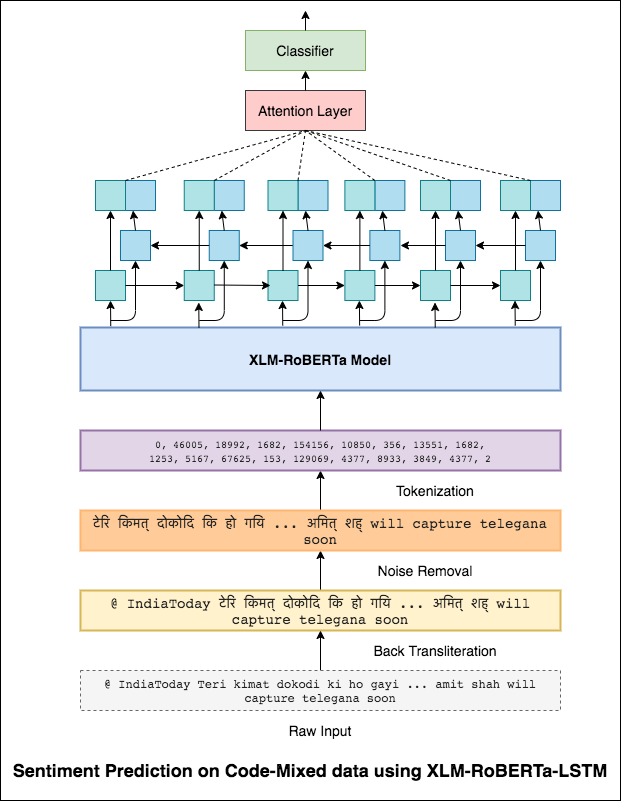 Classifier
Attention Layer
XLM-RoBERTa Model
0, 46005, 18992, 1682, 154156, 10850, 356, 13551, 1682,
1253, 5167, 67625, 153, 129069, 4377, 8933, 3849, 4377, 2
Tokenization
टेरि किमत् दोकोदि कि हो गयि ... अमित् शह् will capture telegana
soon
Noise Removal
@ IndiaToday टेरि किमत् दोकोदि कि हो गयि ... अमित् शह् will
capture telegana soon
Back Transliteration
@ IndiaToday Teri kimat dokodi ki ho gayi ... amit shah will
capture telegana soon
Raw Input
Sentiment Prediction on Code-Mixed data using XLM-RoBERTa-LSTM